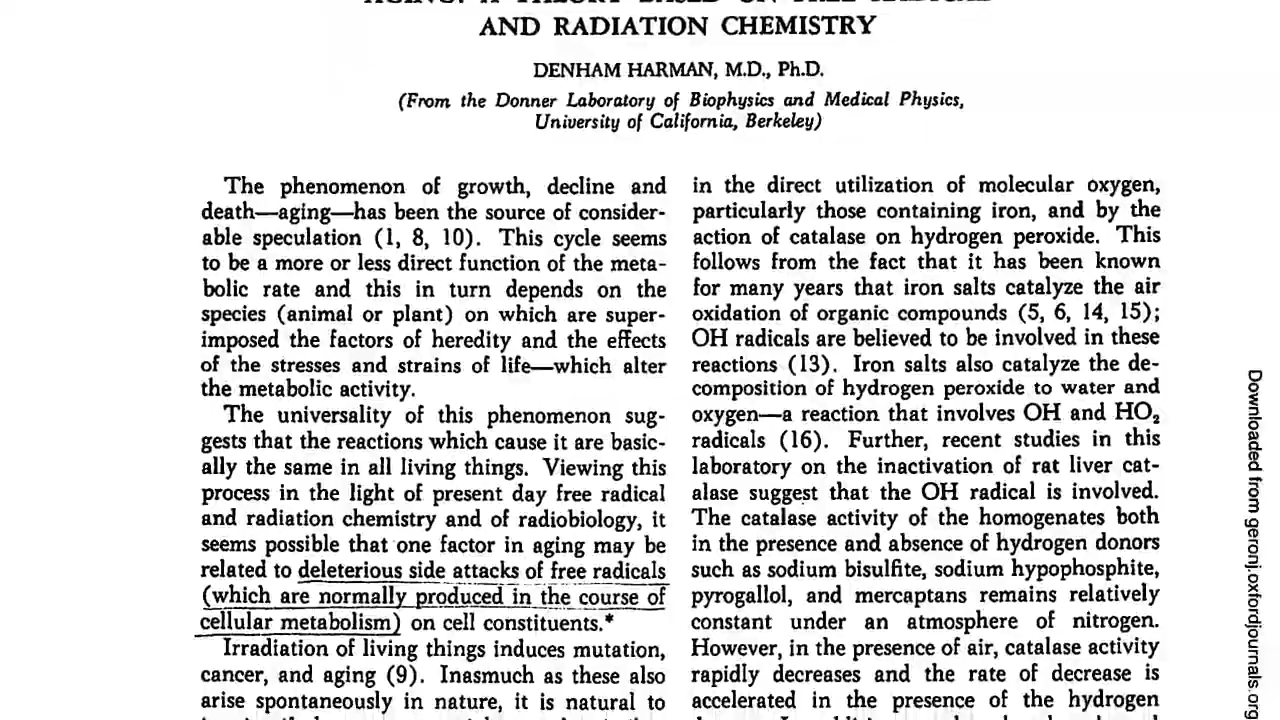 AGING: A THEORY BASED ON FREE RADICAL
AND RADIATION CHEMISTRY
DENHAM HARMAN, M.D., Ph.D.
(From the Donner Laboratory of Biophysics and Medical Physics,
University of California, Berkeley)
The phenomenon of growth, decline and
death—aging—has been the source of consider-
able speculation (1, 8, 10). This cycle seems
to be a more or less direct function of the meta-
bolic rate and this in turn depends on the
species (animal or plant) on which are super-
imposed the factors of heredity and the effects
of the stresses and strains of life—which alter
the metabolic activity.
The universality of this phenomenon sug-
gests that the reactions which cause it are basic-
ally the same in all living things. Viewing this
process in the light of present day free radical
and radiation chemistry and of radiobiology, it
seems possible that one factor in aging may be
related to deleterious side attacks of free radicals
(which are normally produced in the course of
cellular metabolism) on cell constituents.*
Irradiation of living things induces mutation,
cancer, and aging (9). Inasmuch as these also
arise spontaneously in nature, it is natural to
in the direct utilization of molecular oxygen,
particularly those containing iron, and by the
action of catalase on hydrogen peroxide. This
follows from the fact that it has been known
for many years that iron salts catalyze the air
oxidation of organic compounds (5, 6, 14, 15);
OH radicals are believed to be involved in these
reactions (13). Iron salts also catalyze the de-
composition of hydrogen peroxide to water and
oxygen—a reaction that involves OH and HO₂
radicals (16). Further, recent studies in this
laboratory on the inactivation of rat liver cat-
alase suggest that the OH radical is involved.
The catalase activity of the homogenates both
in the presence and absence of hydrogen donors
such as sodium bisulfite, sodium hypophosphite,
pyrogallol, and mercaptans remains relatively
constant under an atmosphere of nitrogen.
However, in the presence of air, catalase activity
rapidly decreases and the rate of decrease is
accelerated in the presence of the hydrogen
Downloaded from geronj.oxfordjournals.org